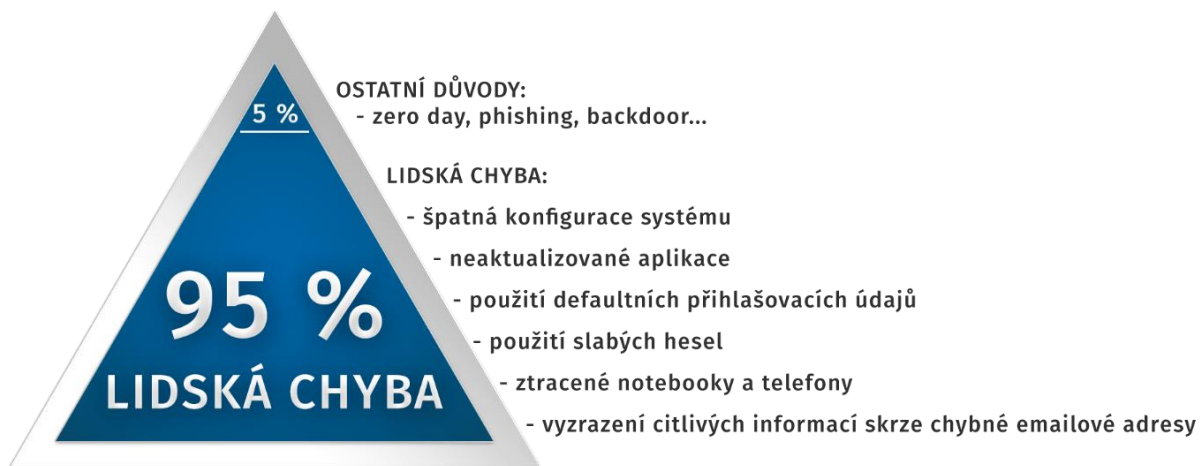 OSTATNÍ DŮVODY:
5 %
- zero day, phishing, backdoor...
LIDSKÁ CHYBA:
- špatná konfigurace systému
- neaktualizované aplikace
95 %
- použití defaultních přihlašovacích údajů
- použití slabých hesel
LIDSKÁ CHYBA
- ztracené notebooky a telefony
- vyzrazení citlivých informací skrze chybné emailové adresy